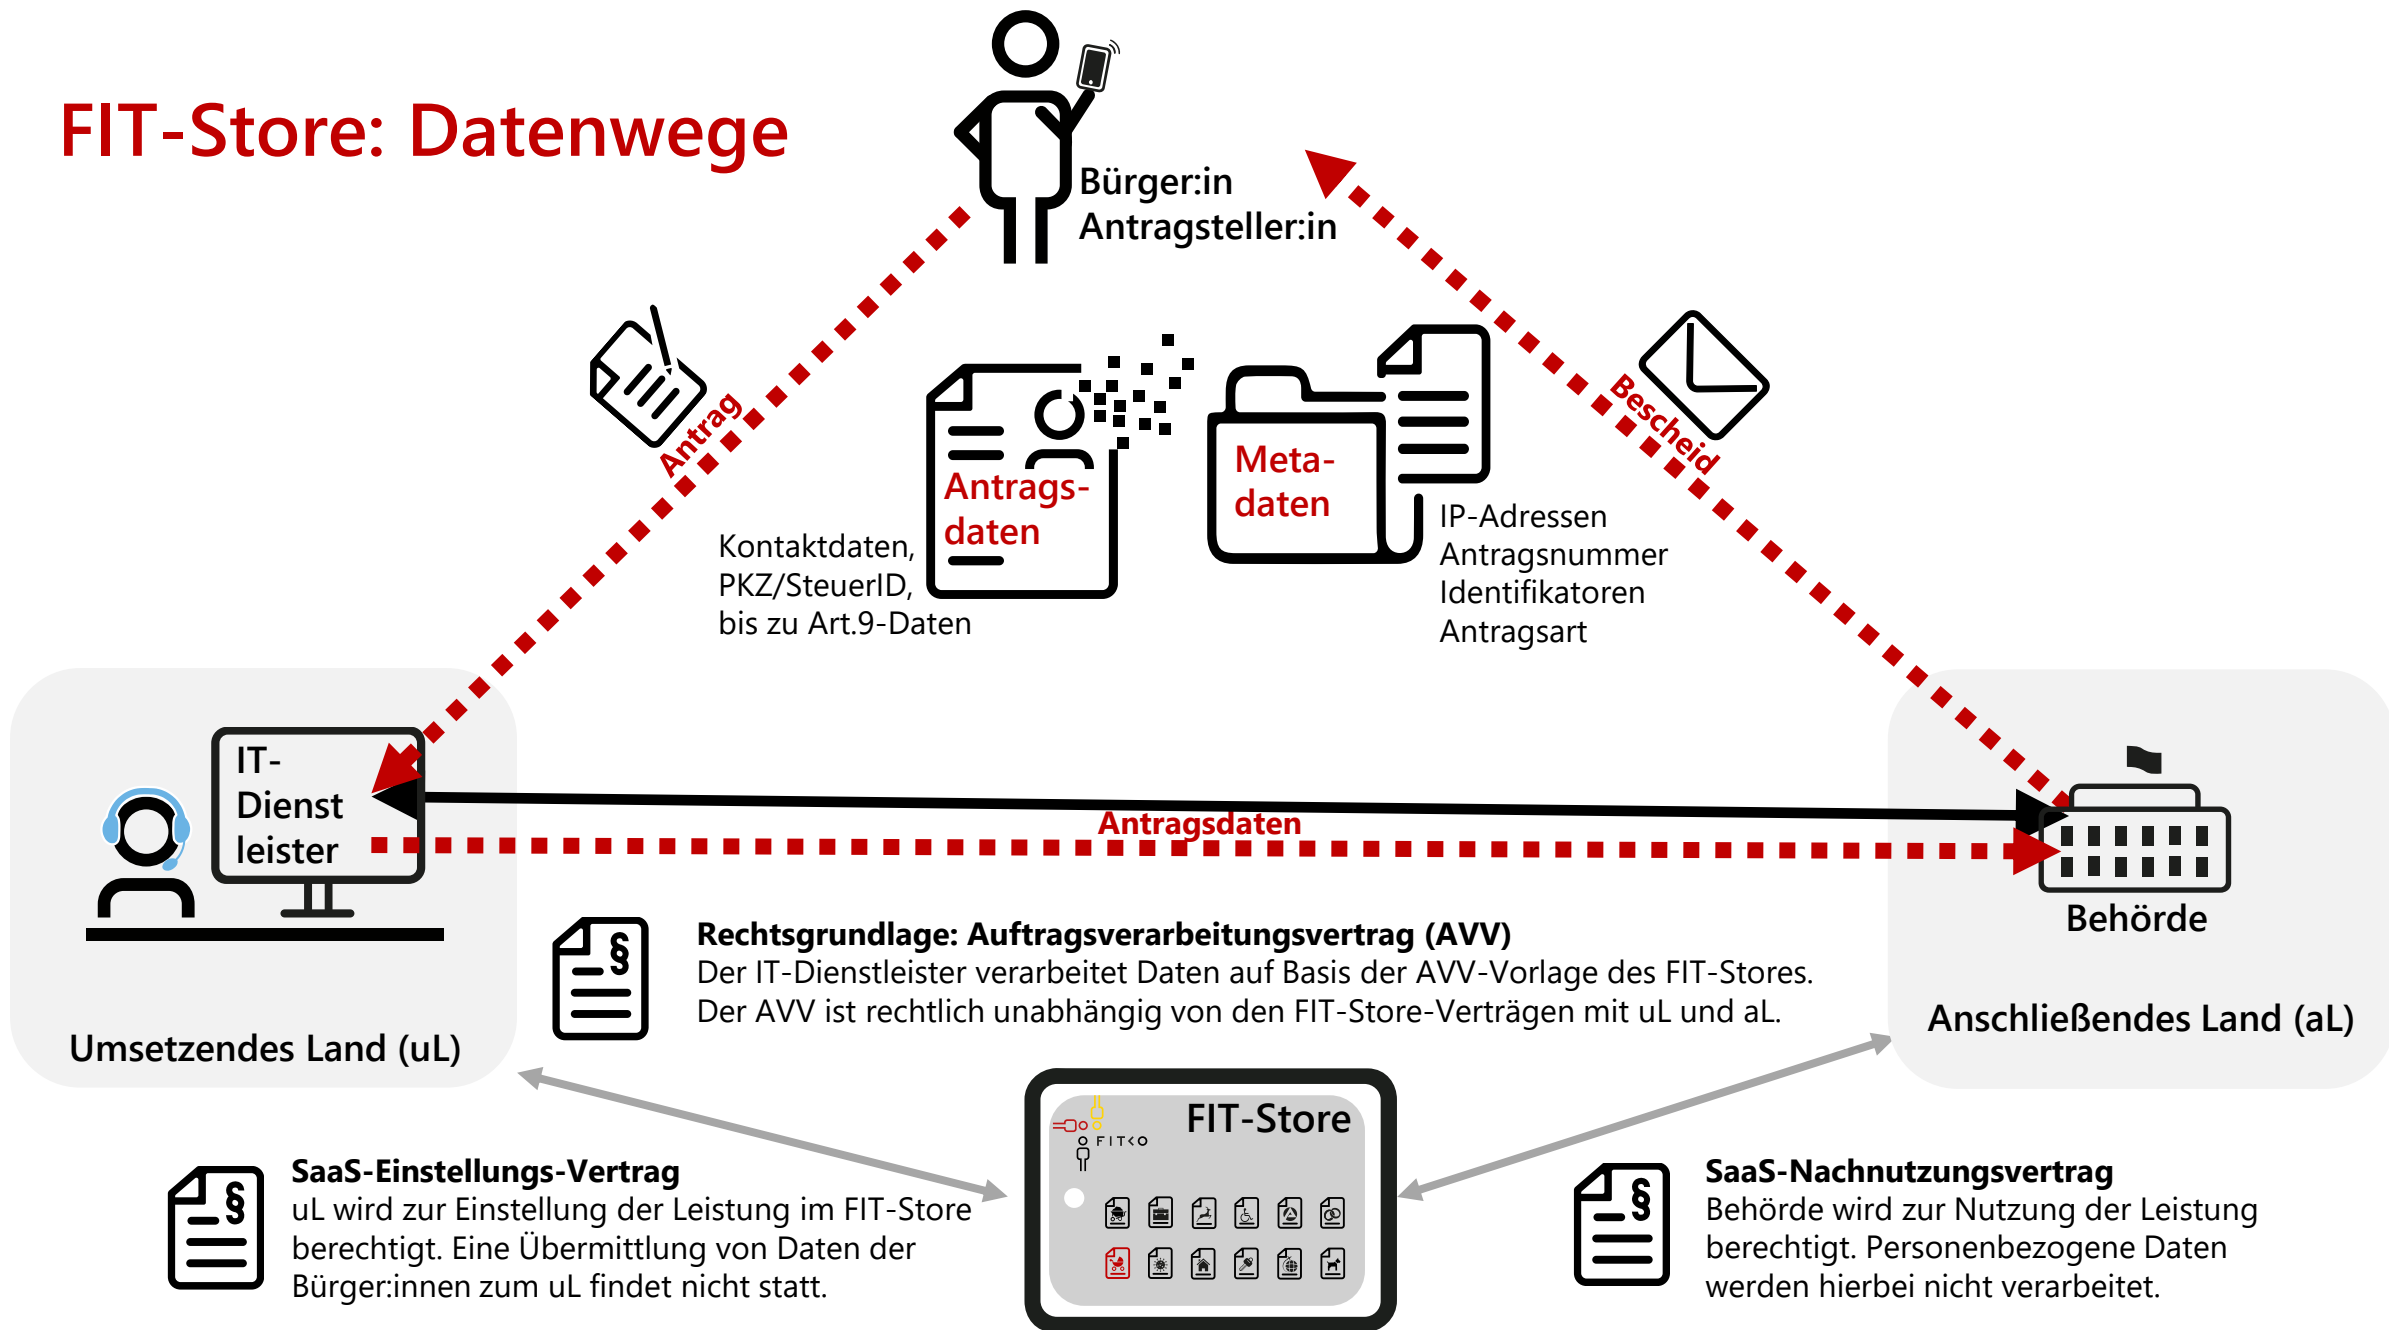 FIT-Store: Datenwege
Bürger:in
Antragsteller:in
Antrag
Bescheid
Antrags-
daten
Kontaktdaten,
PKZ/SteuerID,
bis zu Art.9-Daten
Meta-
daten
IP-Adressen
Antragsnummer
Identifikatoren
Antragsart
IT-
Dienst
leister
Umsetzendes Land (uL)
Antragsdaten
Behörde
Anschließendes Land (aL)
§
Rechtsgrundlage: Auftragsverarbeitungsvertrag (AVV)
Der IT-Dienstleister verarbeitet Daten auf Basis der AVV-Vorlage des FIT-Stores.
Der AVV ist rechtlich unabhängig von den FIT-Store-Verträgen mit uL und aL.
§
SaaS-Einstellungs-Vertrag
uL wird zur Einstellung der Leistung im FIT-Store
berechtigt. Eine Übermittlung von Daten der
Bürger:innen zum uL findet nicht statt.
FIT-Store
FITKO
§
SaaS-Nachnutzungsvertrag
Behörde wird zur Nutzung der Leistung
berechtigt. Personenbezogene Daten
werden hierbei nicht verarbeitet.